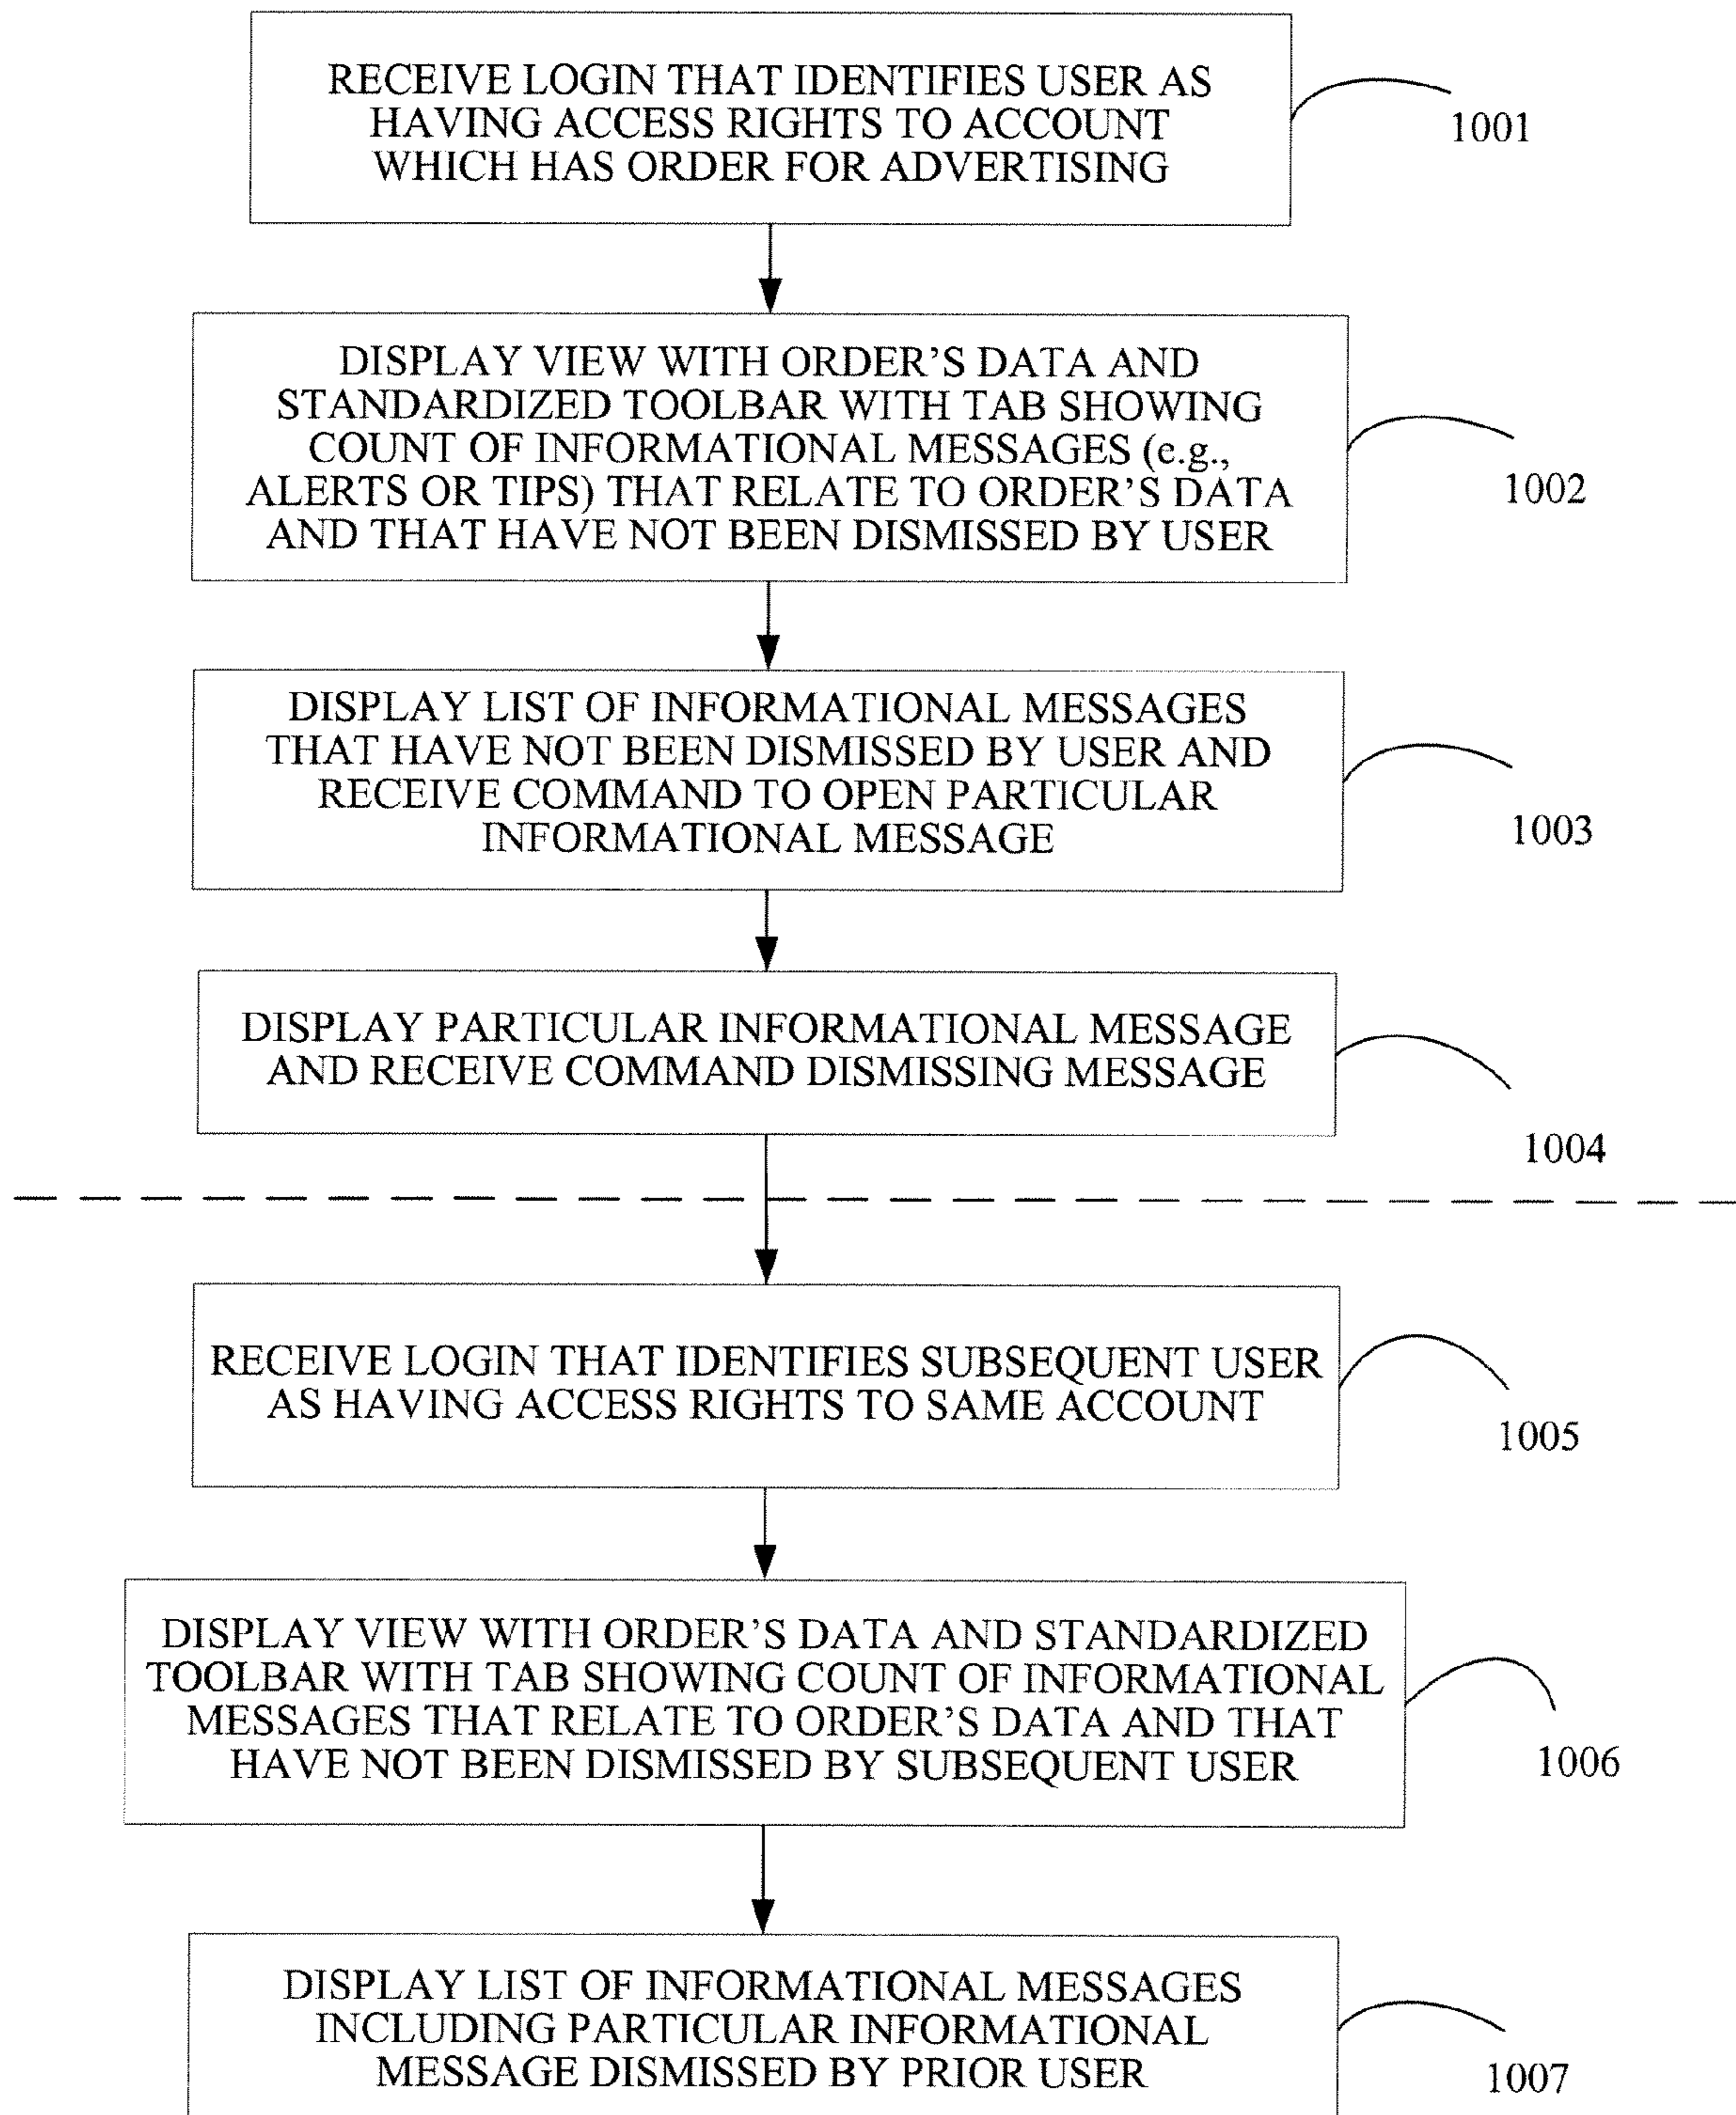 RECEIVE LOGIN THAT IDENTIFIES USER AS
HAVING ACCESS RIGHTS TO ACCOUNT
WHICH HAS ORDER FOR ADVERTISING
1001
DISPLAY VIEW WITH ORDER'S DATA AND
STANDARDIZED TOOLBAR WITH TAB SHOWING
COUNT OF INFORMATIONAL MESSAGES (e.g.,
ALERTS OR TIPS) THAT RELATE TO ORDER'S DATA
AND THAT HAVE NOT BEEN DISMISSED BY USER
1002
DISPLAY LIST OF INFORMATIONAL MESSAGES
THAT HAVE NOT BEEN DISMISSED BY USER AND
RECEIVE COMMAND TO OPEN PARTICULAR
INFORMATIONAL MESSAGE
1003
DISPLAY PARTICULAR INFORMATIONAL MESSAGE
AND RECEIVE COMMAND DISMISSING MESSAGE
1004
RECEIVE LOGIN THAT IDENTIFIES SUBSEQUENT USER
AS HAVING ACCESS RIGHTS TO SAME ACCOUNT
1005
DISPLAY VIEW WITH ORDER'S DATA AND STANDARDIZED
TOOLBAR WITH TAB SHOWING COUNT OF INFORMATIONAL
MESSAGES THAT RELATE TO ORDER'S DATA AND THAT
HAVE NOT BEEN DISMISSED BY SUBSEQUENT USER
1006
DISPLAY LIST OF INFORMATIONAL MESSAGES
INCLUDING PARTICULAR INFORMATIONAL
MESSAGE DISMISSED BY PRIOR USER
1007